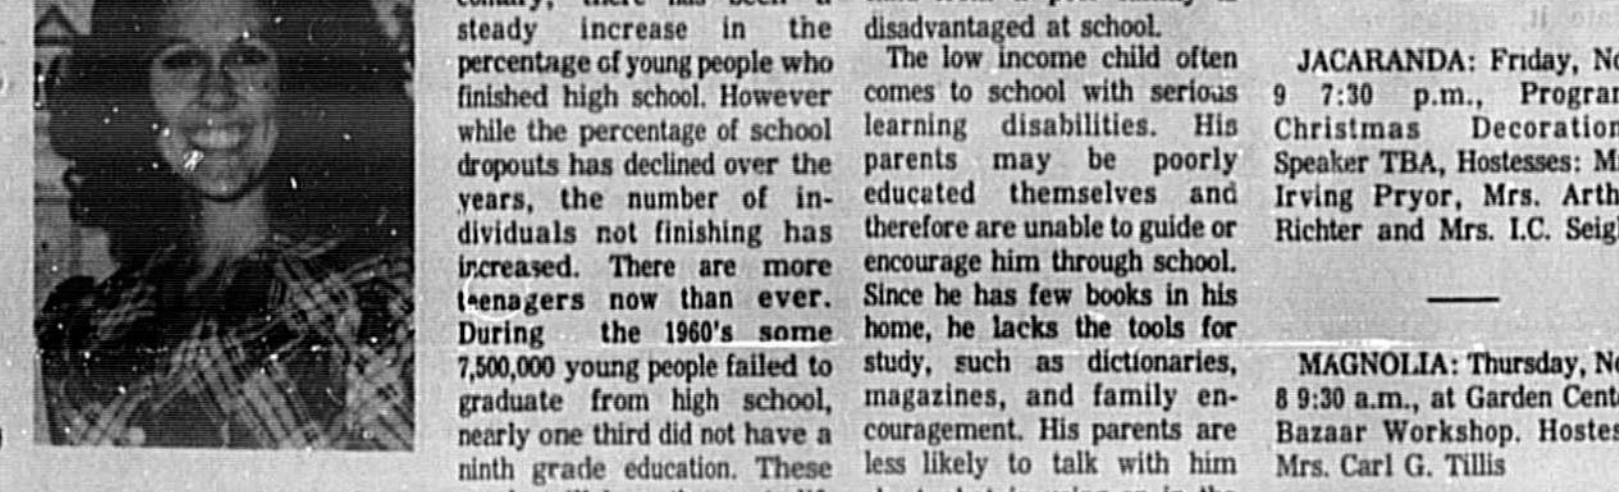 steady increase in the
percentage of young people who
finished high school. However
while the percentage of school
dropouts has declined over the
years, the number of in-
dividuals not finishing has
increased. There are more
teenagers now than ever.
During the 1960's some
7,500,000 young people failed to
graduate from high school,
nearly one third did not have a
ninth grade education. These
disadvantaged at school.
The low income child often
comes to school with serious
learning disabilities. His
parents may be poorly
educated themselves and
therefore are unable to guide or
encourage him through school.
Since he has few books in his
home, he lacks the tools for
study, such as dictionaries,
magazines, and family en-
couragement. His parents are
less likely to talk with him
JACARANDA: Friday, No
9 7:30 p.m., Program
Christmas Decoration
Speaker TBA, Hostesses: M
Irving Pryor, Mrs. Arth
Richter and Mrs. I.C. Seig
MAGNOLIA: Thursday, No
8 9:30 a.m., at Garden Cent
Bazaar Workshop. Hostes
Mrs. Carl G. Tillis